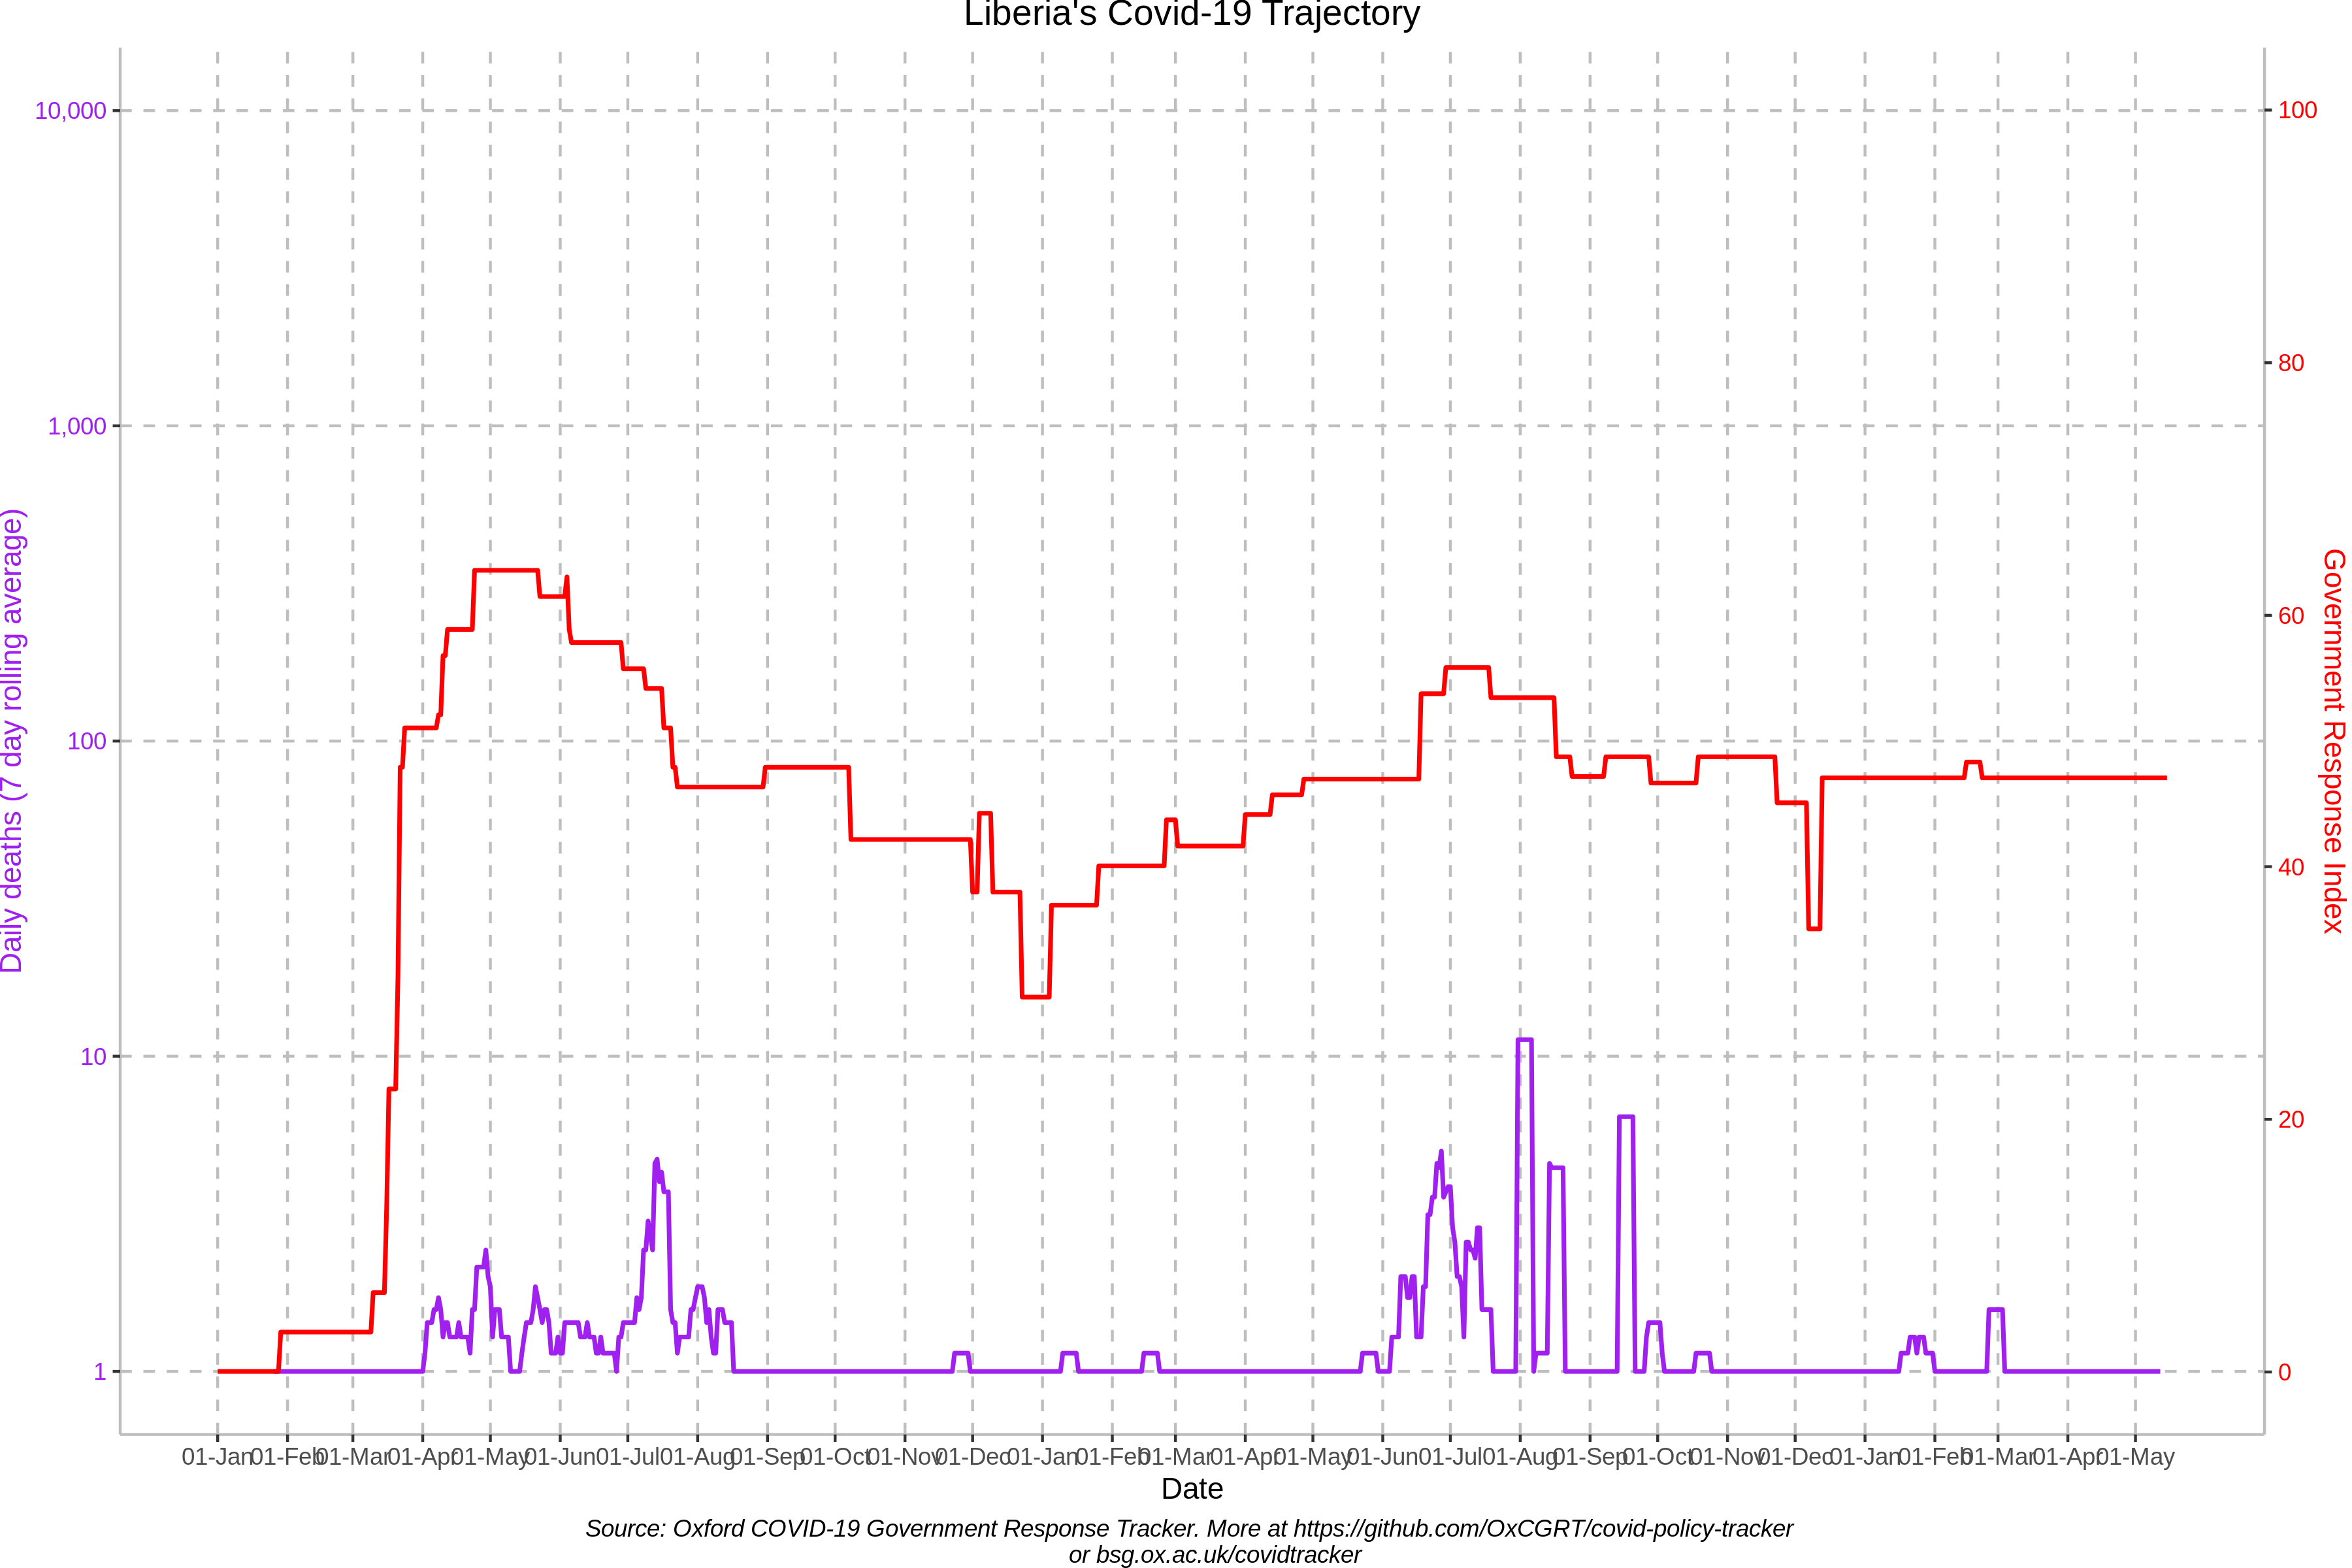 Liberia's Covid-19 Trajectory
Daily deaths (7 day rolling average)
10,000
1,000
100
10
1
Government Response Index
100
80
60
40
20
0
01-Jan 01-Feb 01-Mar 01-Apr 01-May 01-Jun 01-Jul 01-Aug 01-Sep 01-Oct 01-Nov 01-Dec 01-Jan 01-Feb 01-Mar 01-Apr 01-May 01-Jun 01-Jul 01-Aug 01-Sep 01-Oct 01-Nov 01-Dec 01-Jan 01-Feb 01-Mar 01-Apr 01-May
Date
Source: Oxford COVID-19 Government Response Tracker. More at https://github.com/OxCGRT/covid-policy-tracker
or bsg.ox.ac.uk/covidtracker